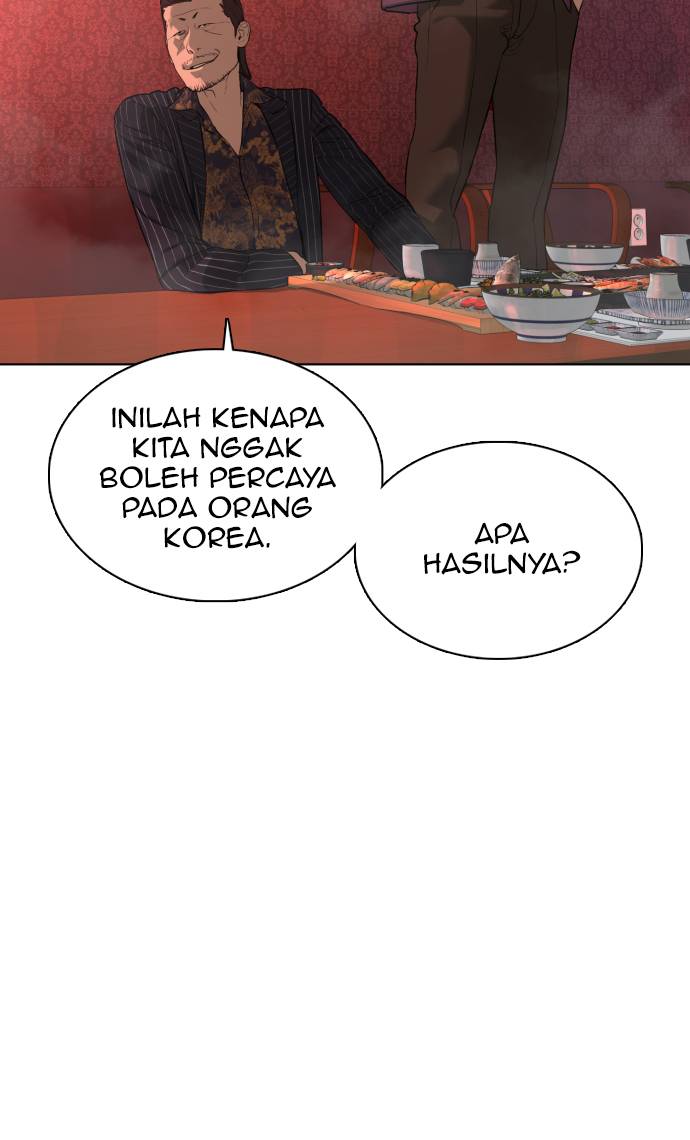 INILAH KENAPA
KITA NGGAK
BOLEH PERCAYA
PADA ORANG
KOREA.
APA
HASILNYA?